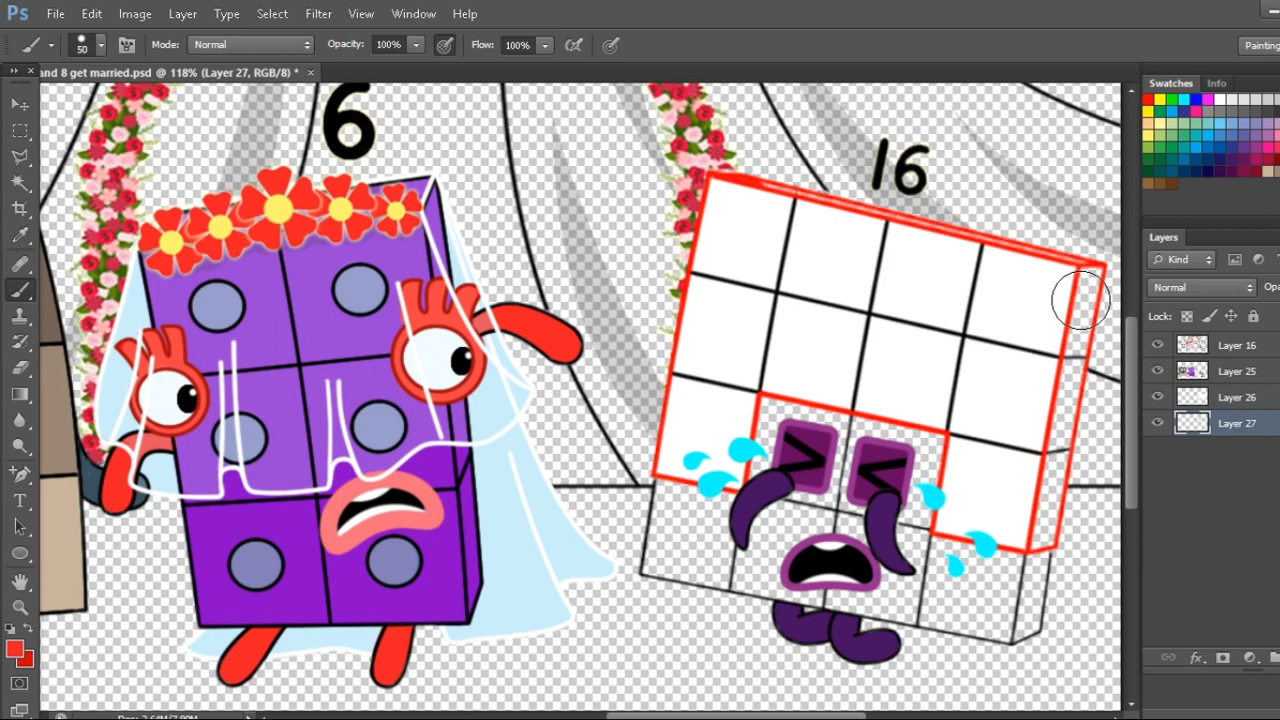 Ps File Edit Image Layer Type Select Filter View Window Help
50 Mode: Normal Opacity: 100% Flow: 100% Painting
and 8 get married.psd @ 118% (Layer 27, RGB/8) * ×
Swatches Info
6
16
Layers
Kind
Normal
Lock:
Layer 16
Layer 25
Layer 26
Layer 27
fx